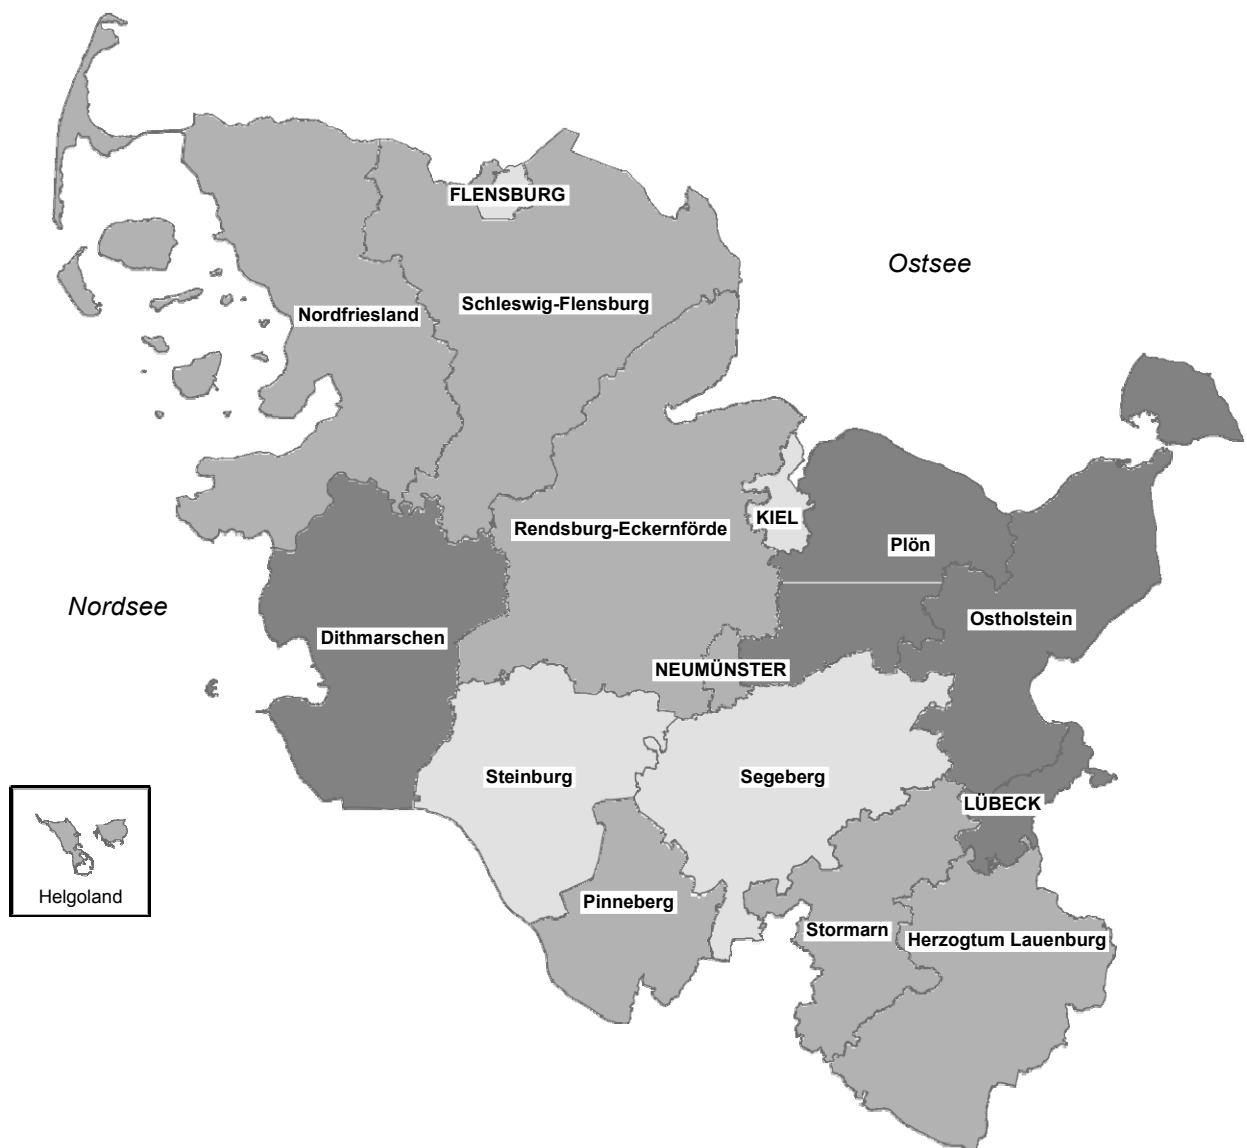 FLENSBURG
Ostsee
Schleswig-Flensburg
Nordfriesland
KIEL
Rendsburg-Eckernförde
Plön
Nordsee
Ostholstein
Dithmarschen
NEUMÜNSTER
Steinburg
Segeberg
LÜBECK
Helgoland
Pinneberg
Stormarn
Herzogtum Lauenburg